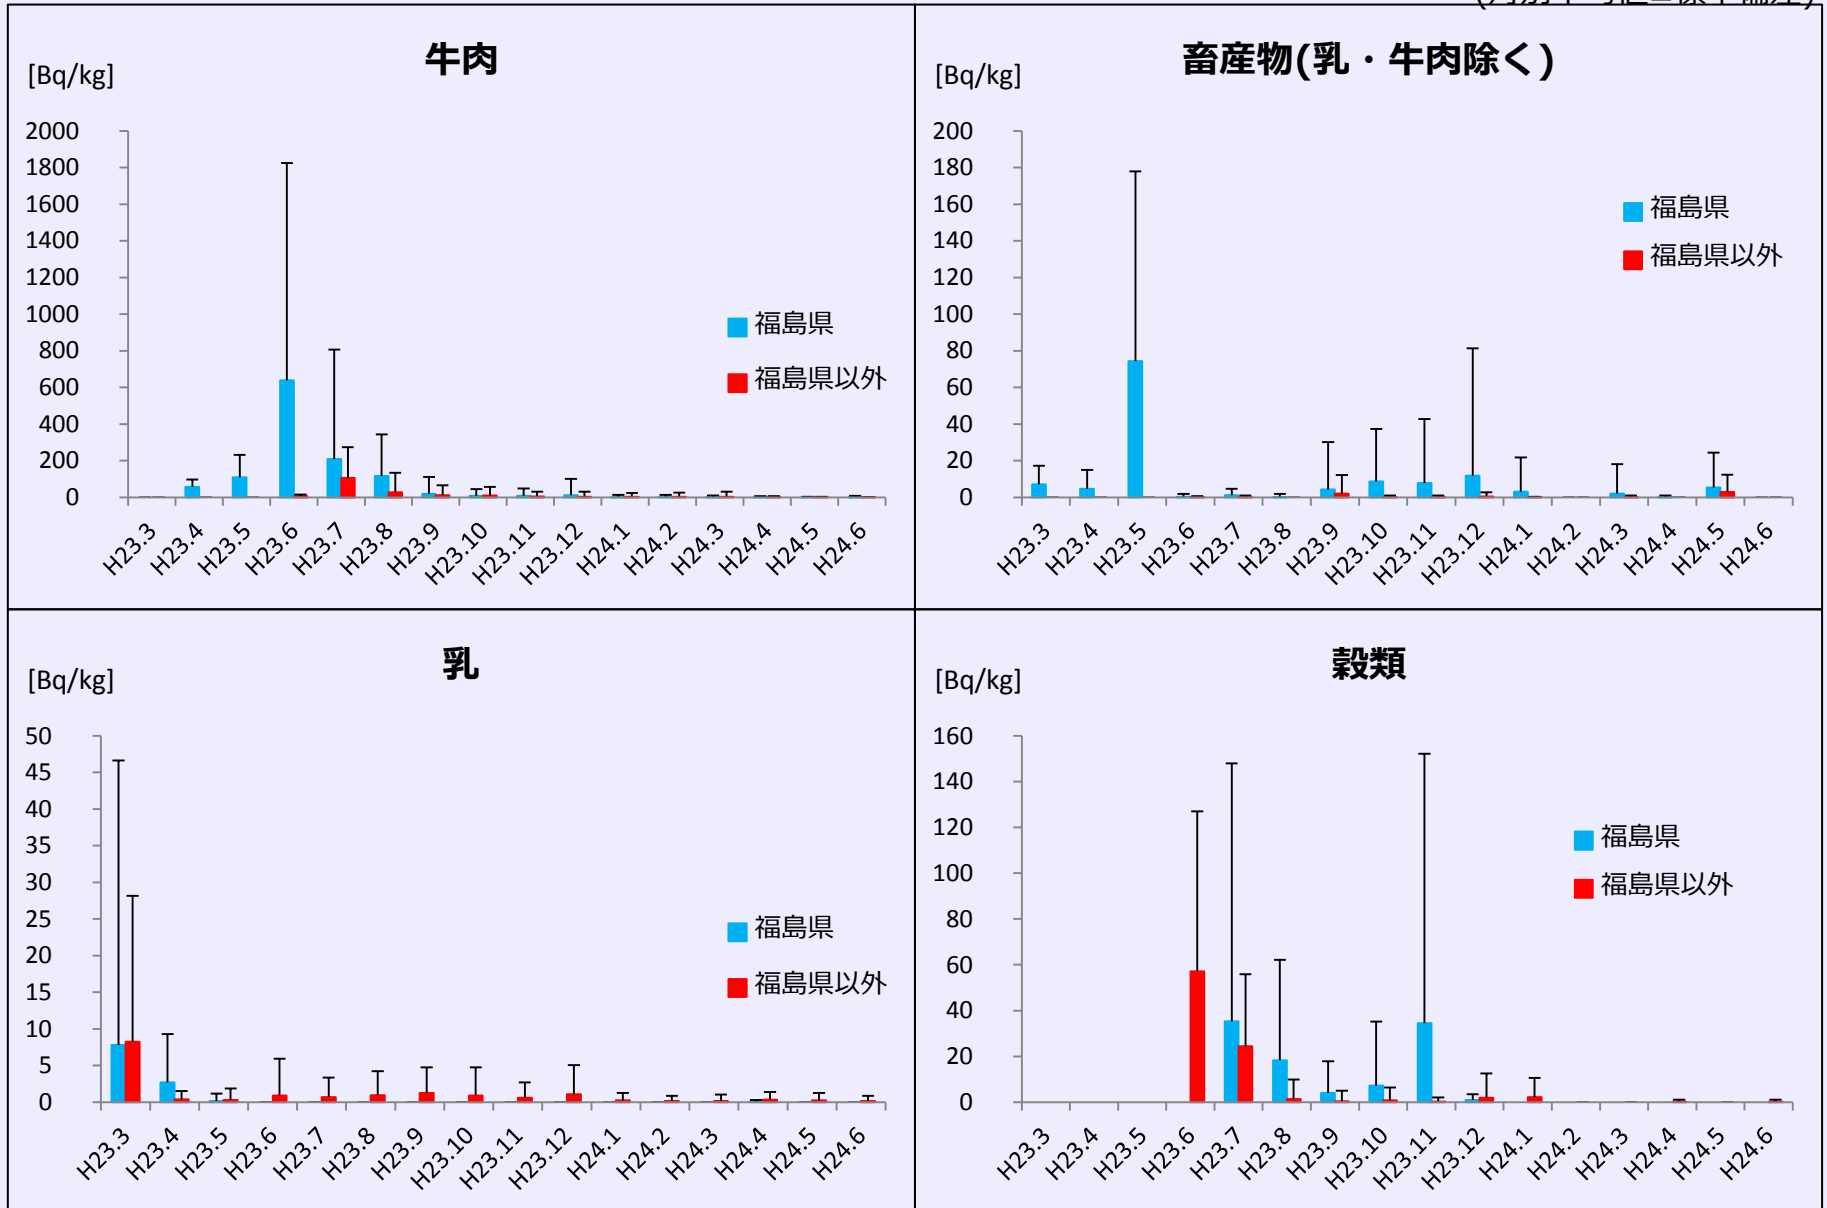 牛肉
[Bq/kg]
2000
1800
1600
1400
1200
1000
800
600
400
200
0
H23.3
H23.4
H23.5
H23.6
H23.7
H23.8
H23.9
H23.10
H23.11
H23.12
H24.1
H24.2
H24.3
H24.4
H24.5
H24.6
福島県
福島県以外
畜産物(乳・牛肉除く)
[Bq/kg]
200
180
160
140
120
100
80
60
40
20
0
H23.3
H23.4
H23.5
H23.6
H23.7
H23.8
H23.9
H23.10
H23.11
H23.12
H24.1
H24.2
H24.3
H24.4
H24.5
H24.6
福島県
福島県以外
乳
[Bq/kg]
50
45
40
35
30
25
20
15
10
5
0
H23.3
H23.4
H23.5
H23.6
H23.7
H23.8
H23.9
H23.10
H23.11
H23.12
H24.1
H24.2
H24.3
H24.4
H24.5
H24.6
福島県
福島県以外
穀類
[Bq/kg]
160
140
120
100
80
60
40
20
0
H23.3
H23.4
H23.5
H23.6
H23.7
H23.8
H23.9
H23.10
H23.11
H23.12
H24.1
H24.2
H24.3
H24.4
H24.5
H24.6
福島県
福島県以外